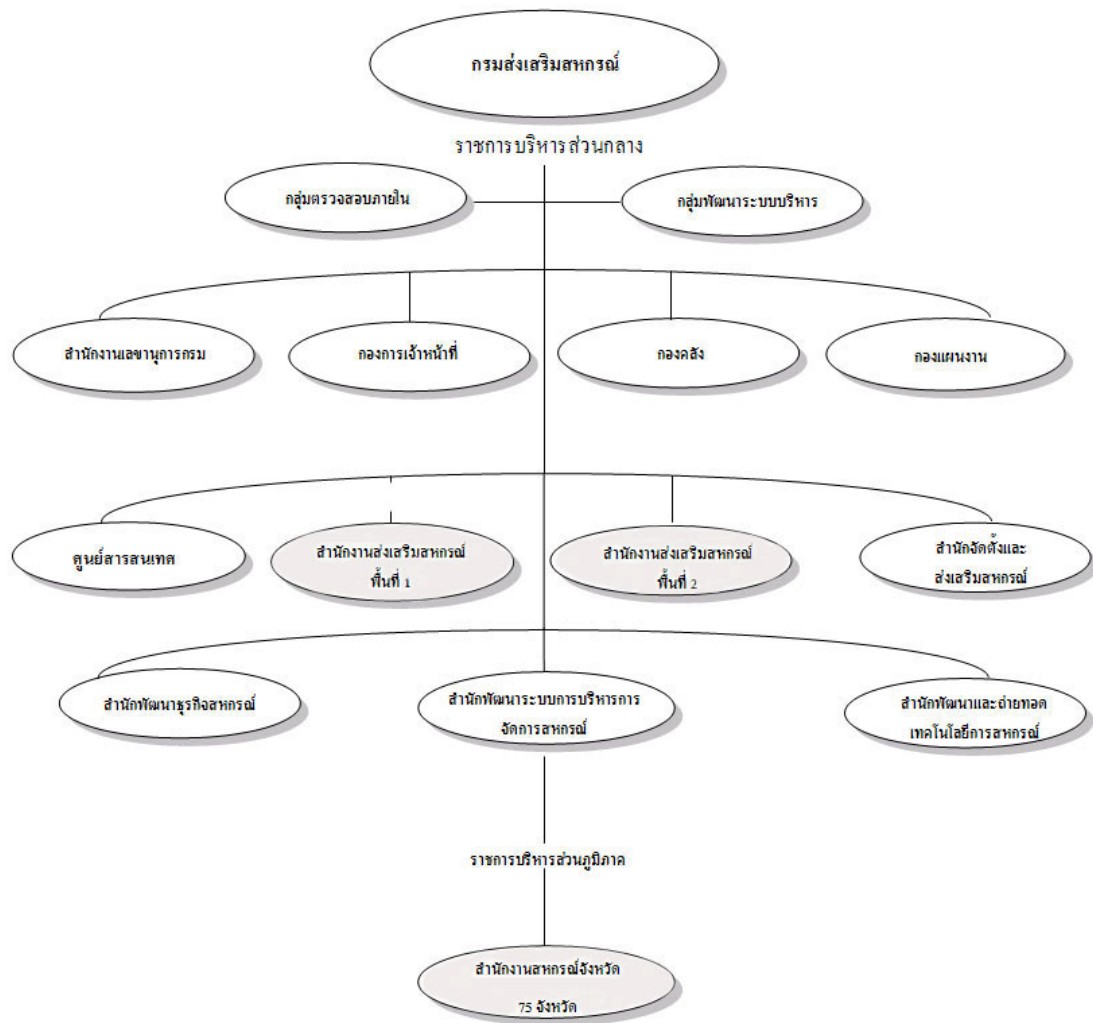 กรมส่งเสริมสหกรณ์
ราชการบริหารส่วนกลาง
กลุ่มตรวจสอบภายใน
กลุ่มพัฒนาระบบบริหาร
สำนักงานเลขานุการกรม
กองการเจ้าหน้าที่
กองคลัง
กองแผนงาน
ศูนย์สารสนเทศ
สำนักงานส่งเสริมสหกรณ์
พื้นที่ 1
สำนักงานส่งเสริมสหกรณ์
พื้นที่ 2
สำนักจัดตั้งและ
ส่งเสริมสหกรณ์
สำนักพัฒนาธุรกิจสหกรณ์
สำนักพัฒนาระบบการบริหารการ
จัดการสหกรณ์
สำนักพัฒนาและถ่ายทอด
เทคโนโลยีการสหกรณ์
ราชการบริหารส่วนภูมิภาค
สำนักงานสหกรณ์จังหวัด
75 จังหวัด